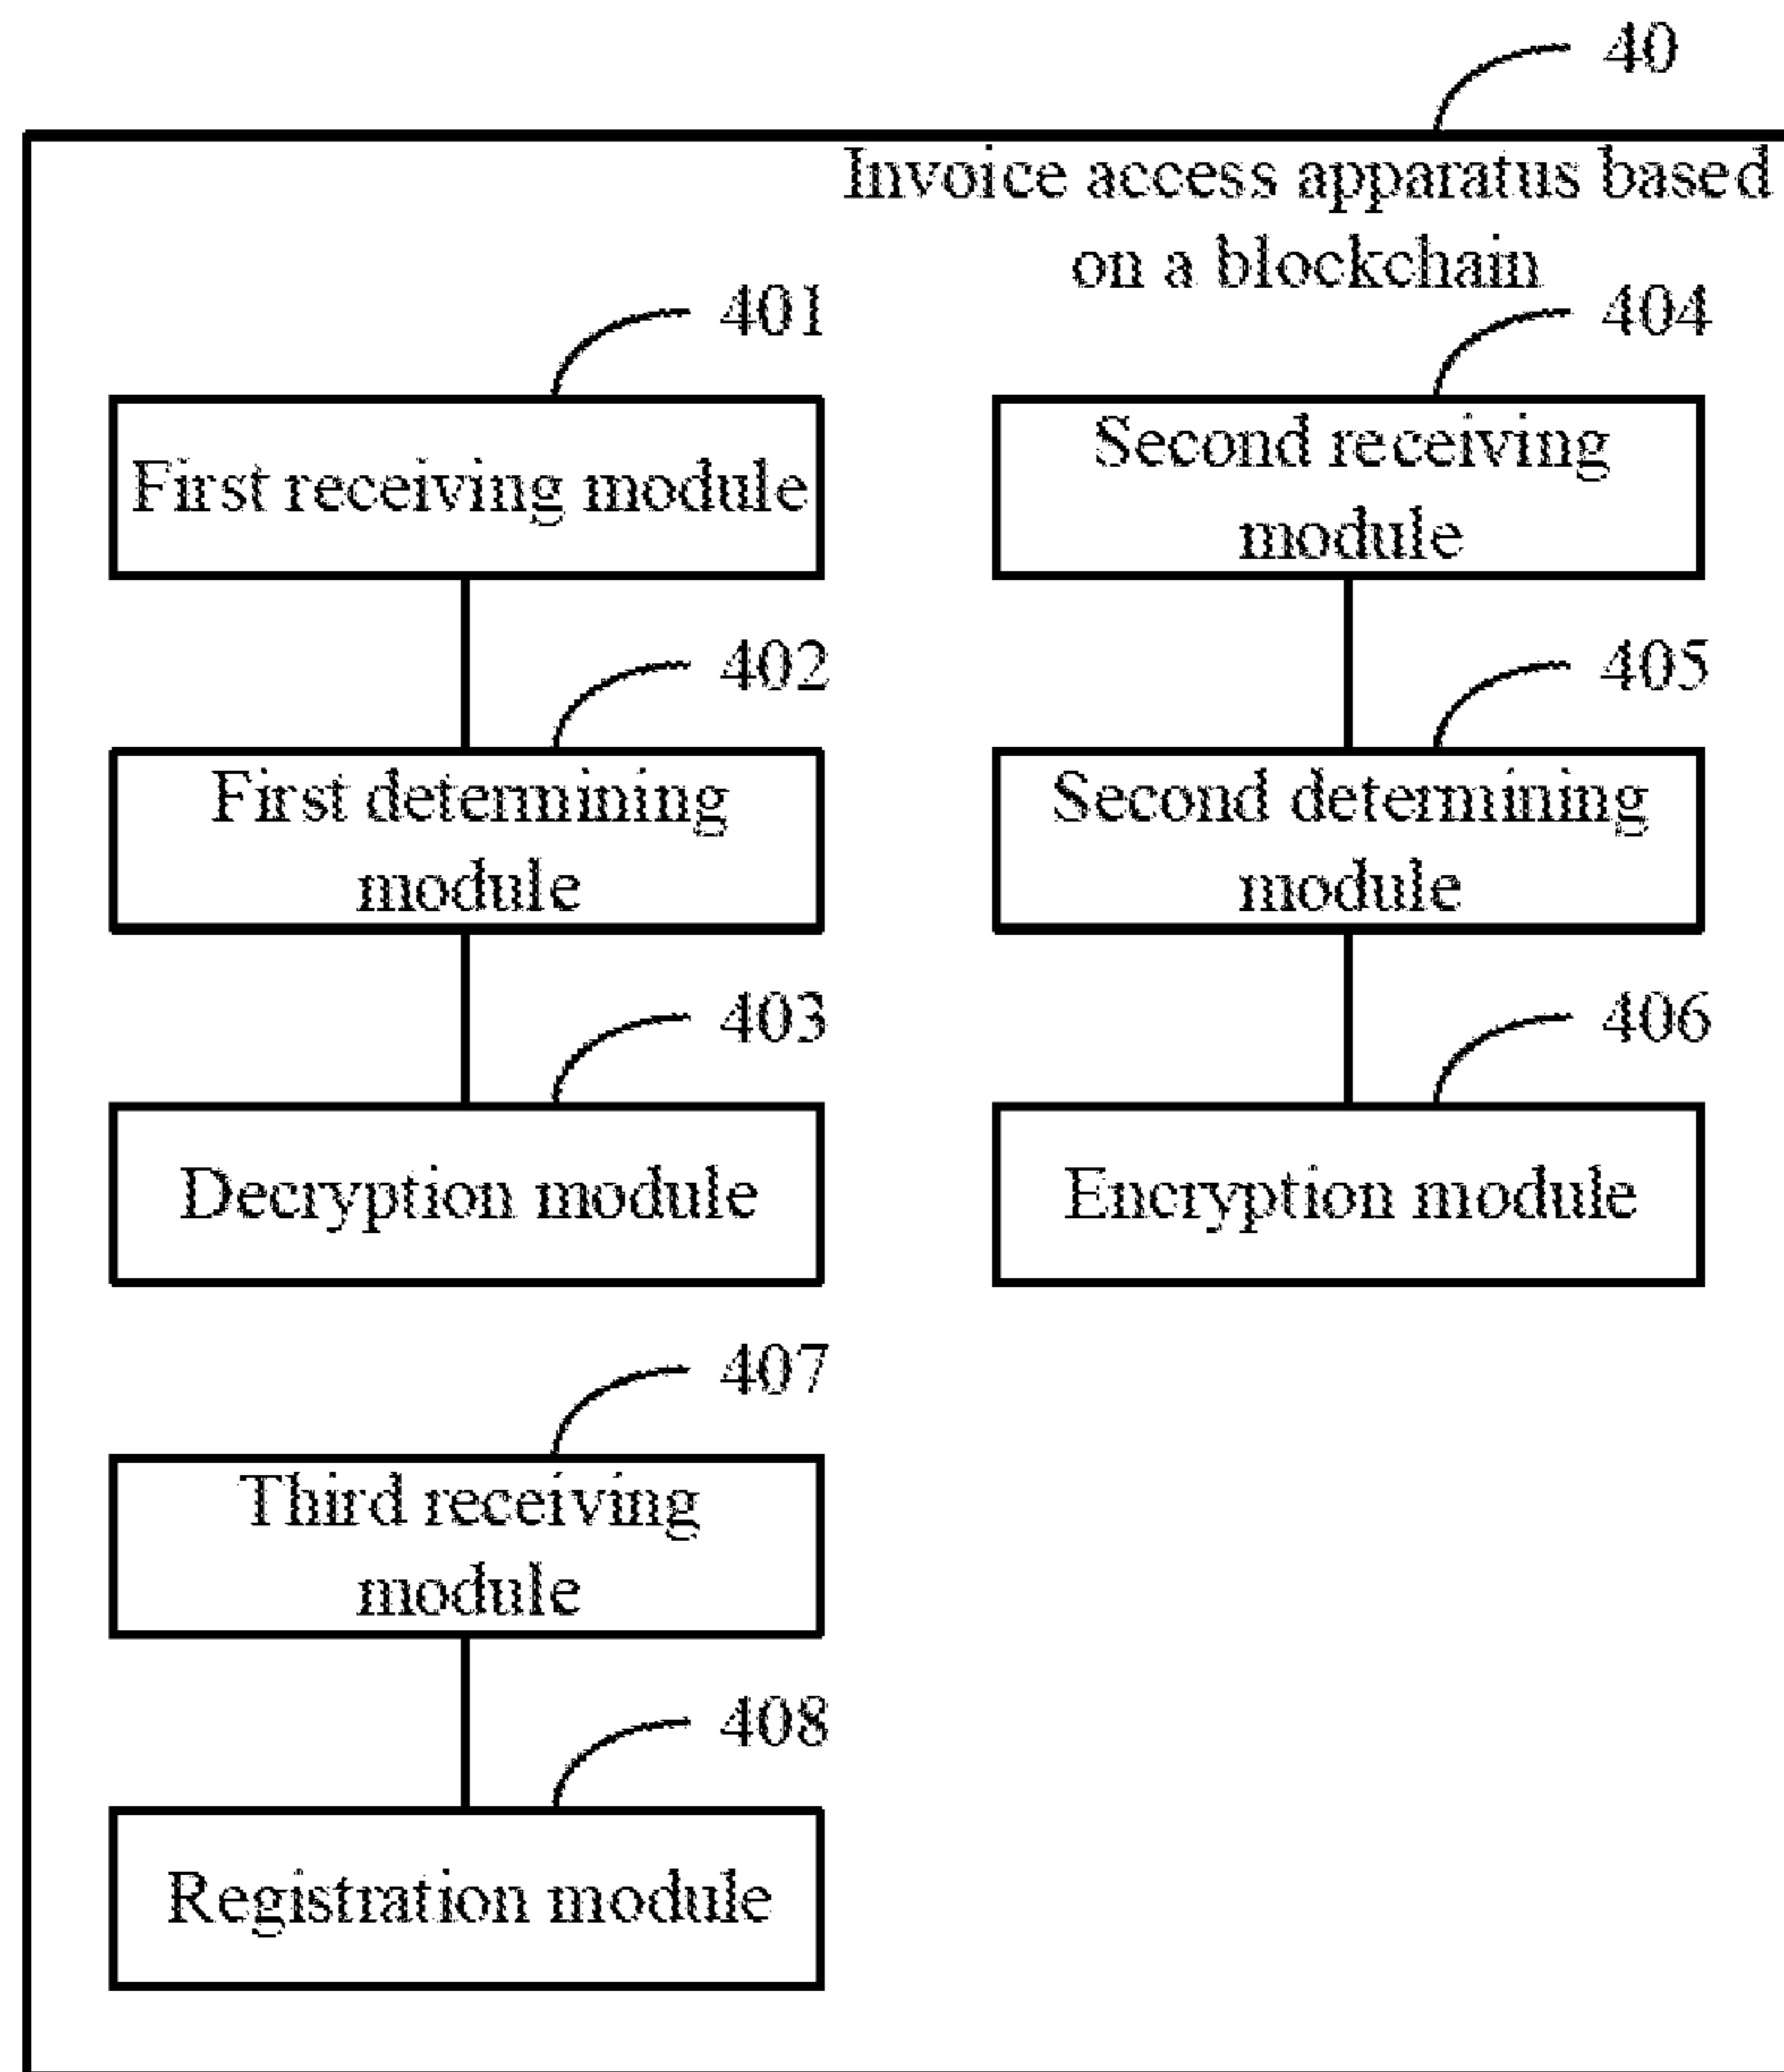 40
Invoice access apparatus based
on a blockchain
401
First receiving module
404
Second receiving
module
402
First determining
module
405
Second determining
module
403
Decryption module
406
Encryption module
407
Third receiving
module
408
Registration module